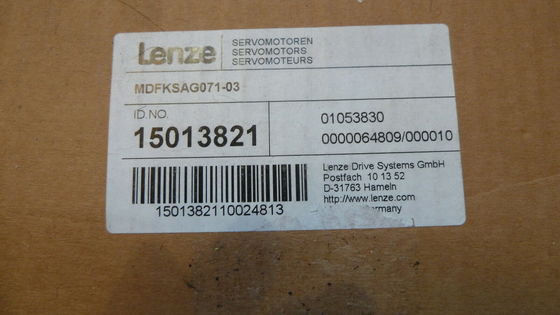 Lenze
SERVOMOTOREN
SERVOMOTORS
SERVOMOTEURS
MDFKSAG071-03
ID.NO.
15013821
01053830
0000064809/000010
1501382110024813
Lenze Drive Systems GmbH
Postfach 10 13 52
D-31763 Hameln
http://www.lenze.com
Germany